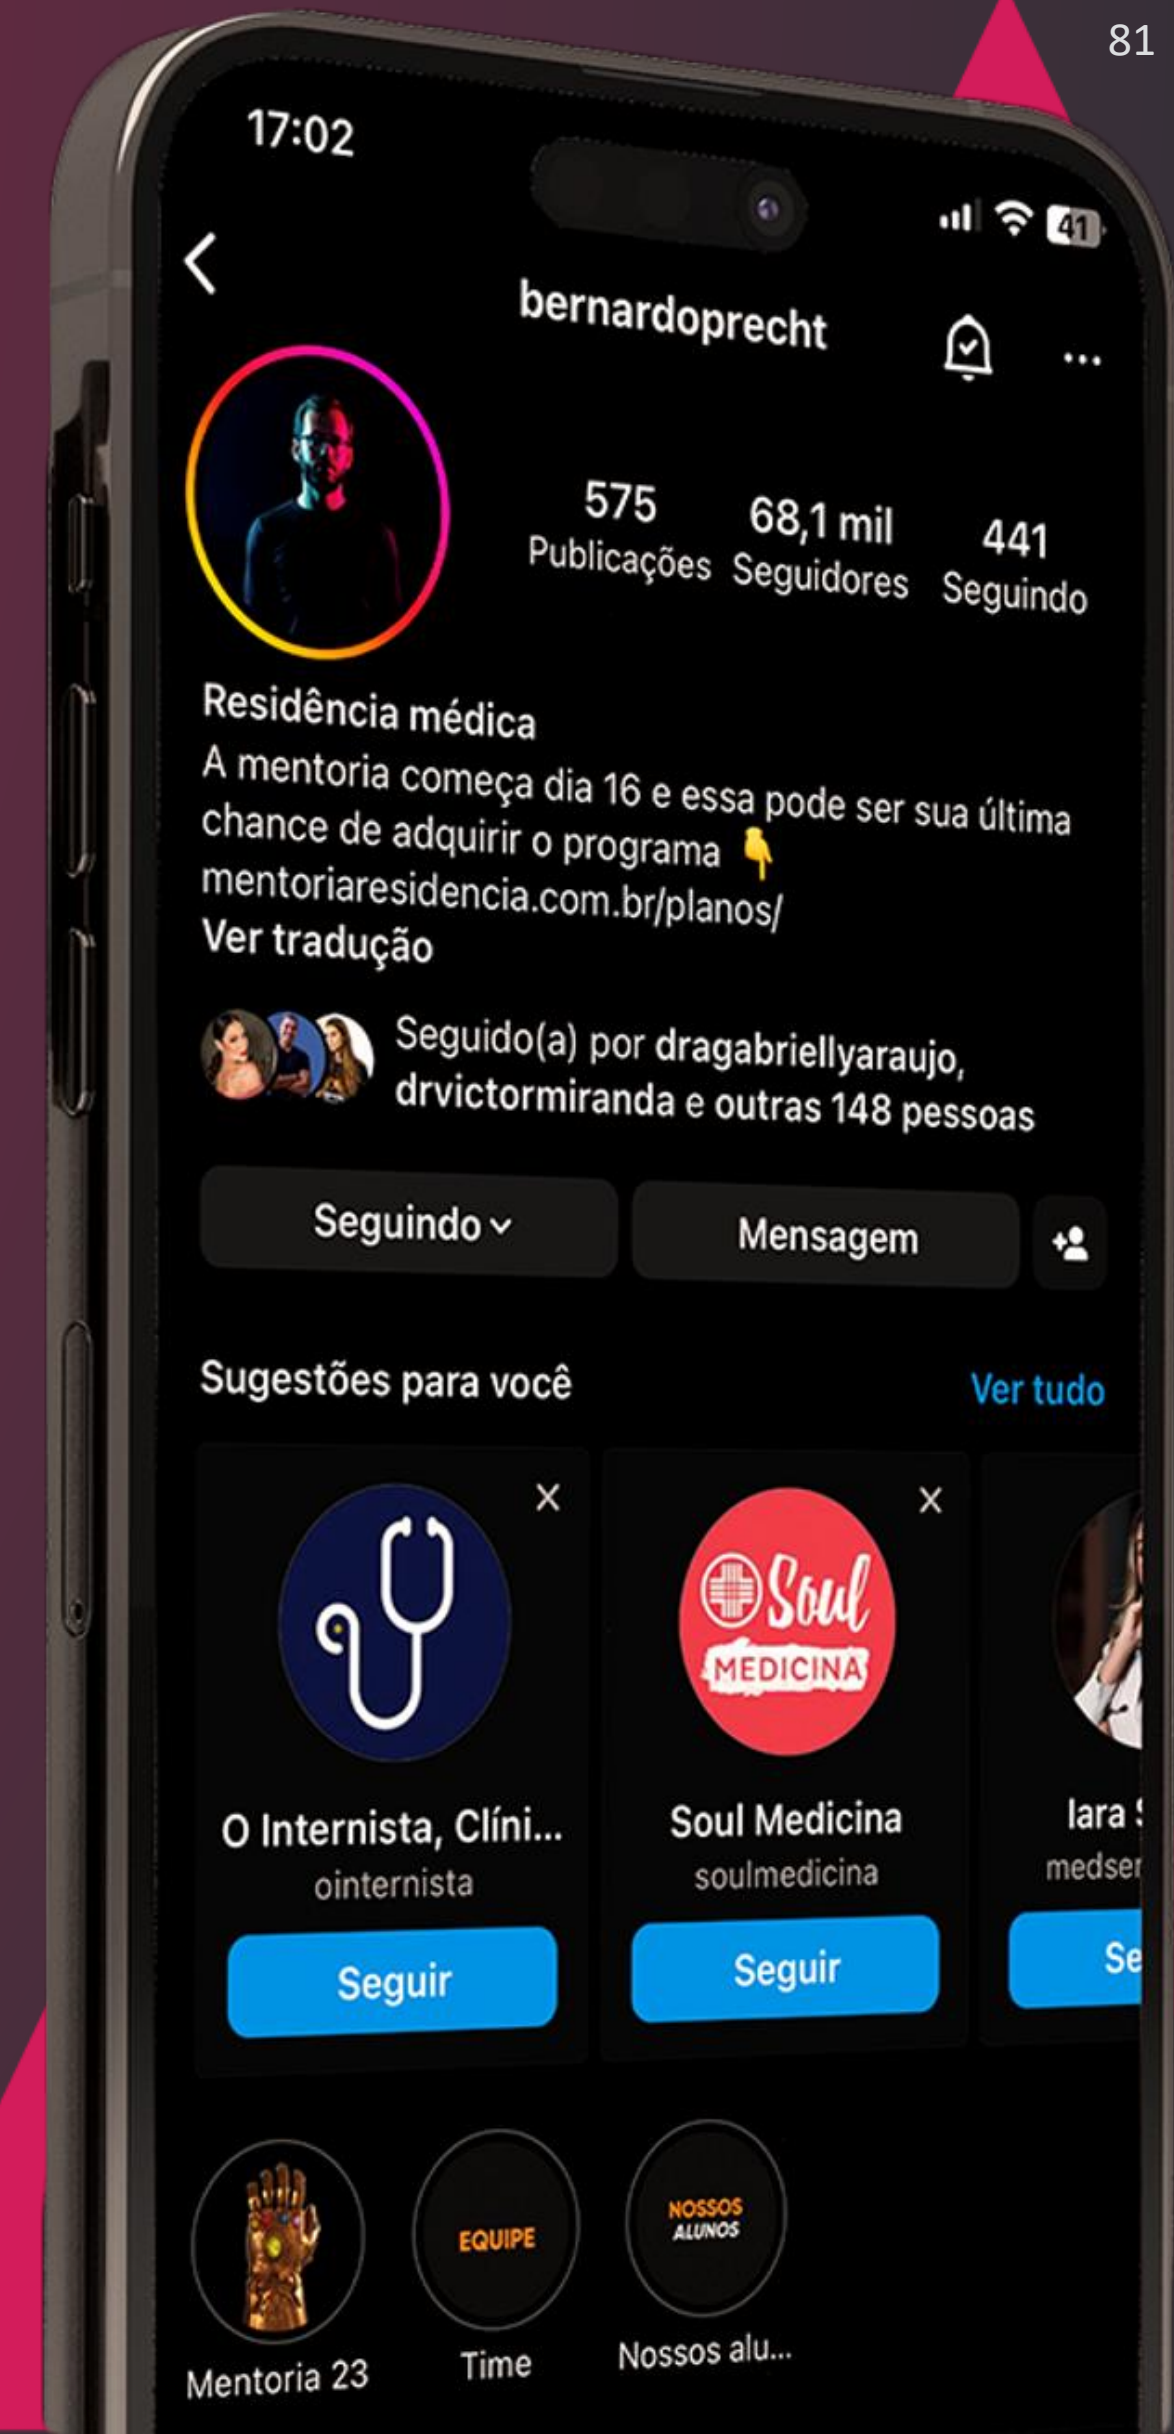 81
17:02
41
bernardoprecht
575
Publicações
68,1 mil
Seguidores
441
Seguindo
Residência médica
A mentoria começa dia 16 e essa pode ser sua última
chance de adquirir o programa 👇
mentoriaresidencia.com.br/planos/
Ver tradução
Seguido(a) por dragabriellyaraujo,
drvictormiranda e outras 148 pessoas
Seguindo
Mensagem
Sugestões para você
Ver tudo
Soul
MEDICINA
O Internista, Clíni...
ointernista
Seguir
Soul Medicina
soulmedicina
Seguir
Iara S
medser
Se
EQUIPE
NOSSOS
ALUNOS
Mentoria 23
Time
Nossos alu...